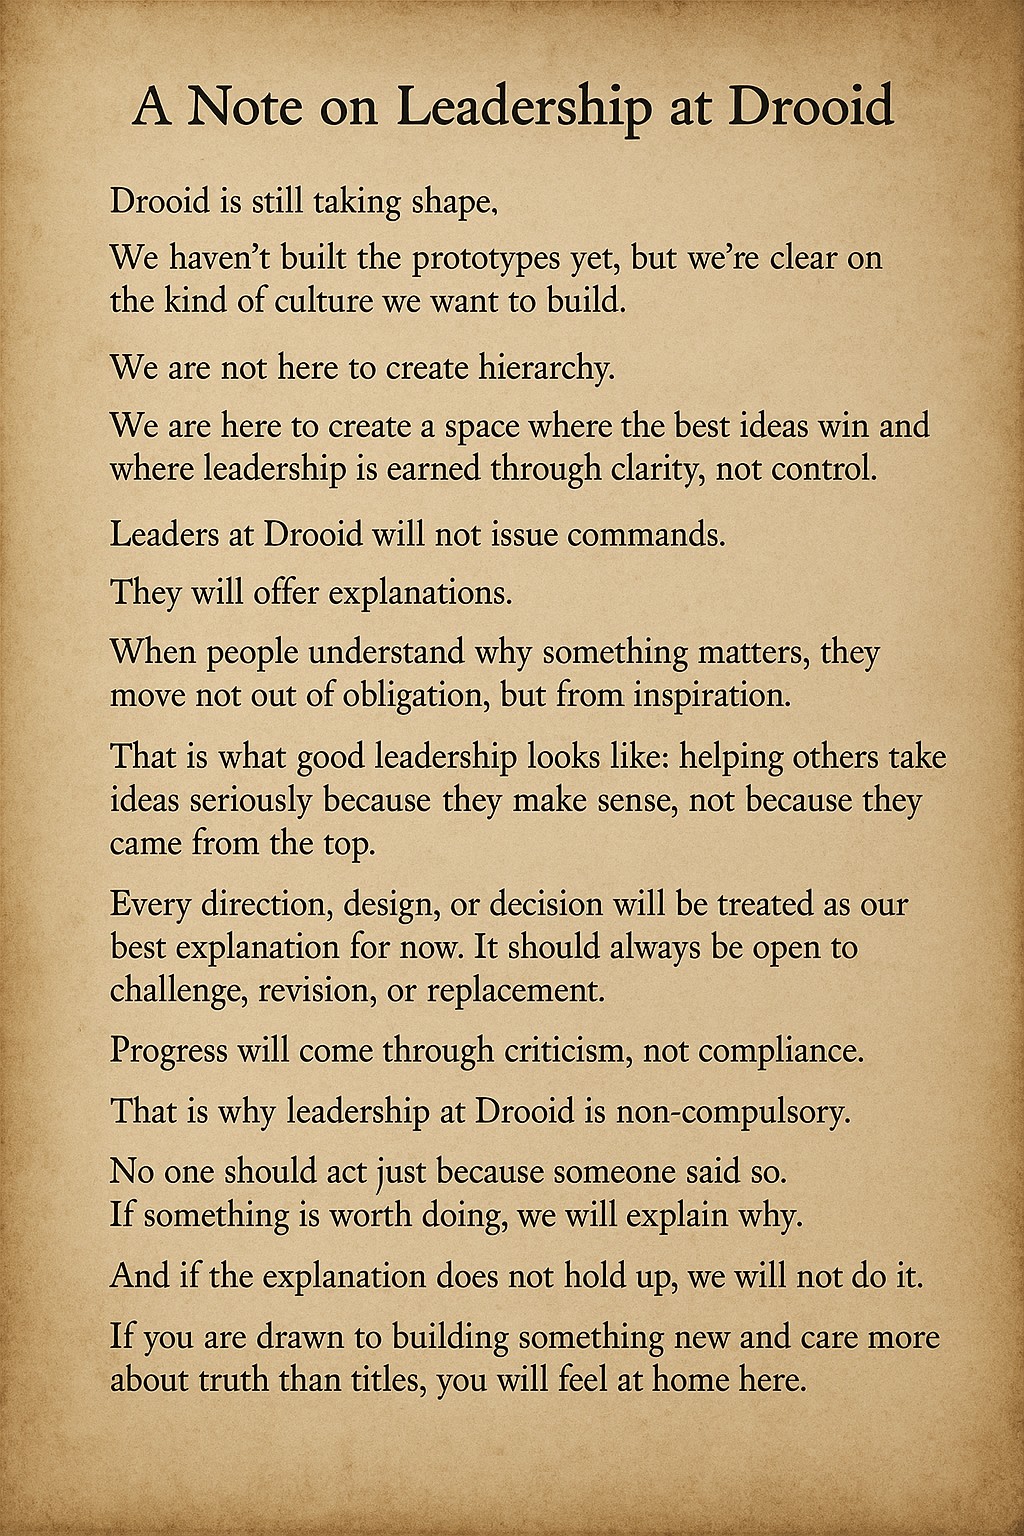 A Note on Leadership at Drooid
Drooid is still taking shape,
We haven’t built the prototypes yet, but we’re clear on
the kind of culture we want to build.
We are not here to create hierarchy.
We are here to create a space where the best ideas win and
where leadership is earned through clarity, not control.
Leaders at Drooid will not issue commands.
They will offer explanations.
When people understand why something matters, they
move not out of obligation, but from inspiration.
That is what good leadership looks like: helping others take
ideas seriously because they make sense, not because they
came from the top.
Every direction, design, or decision will be treated as our
best explanation for now. It should always be open to
challenge, revision, or replacement.
Progress will come through criticism, not compliance.
That is why leadership at Drooid is non-compulsory.
No one should act just because someone said so.
If something is worth doing, we will explain why.
And if the explanation does not hold up, we will not do it.
If you are drawn to building something new and care more
about truth than titles, you will feel at home here.